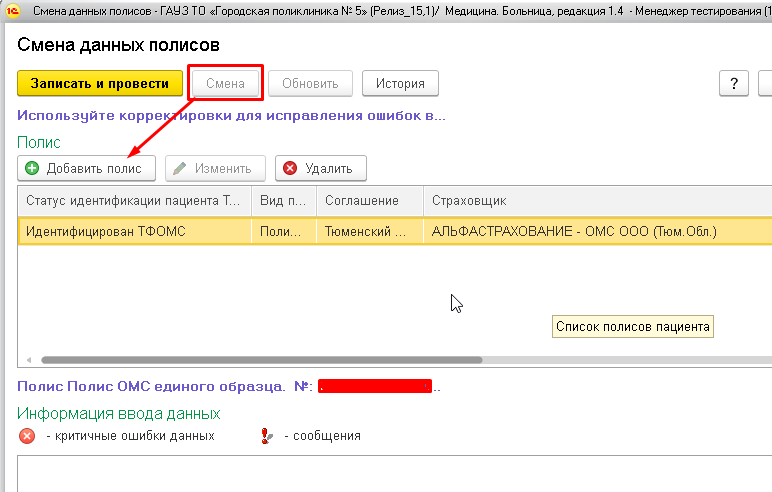 1С Смена данных полисов - ГАУЗ ТО «Городская поликлиника № 5» (Релиз_15,1)/ Медицина. Больница, редакция 1.4 - Менеджер тестирования (1
Смена данных полисов
Записать и провести Смена Обновить История ?
Используйте корректировки для исправления ошибок в...
Полис
Добавить полис Изменить Удалить
Статус идентификации пациента Т... Вид п... Соглашение Страховщик
Идентифицирован ТФОМС Поли... Тюменский ... АЛЬФАСТРАХОВАНИЕ - ОМС ООО (Тюм.Обл.)
Список полисов пациента
Полис Полис ОМС единого образца. №: ..
Информация ввода данных
- критичные ошибки данных - сообщения